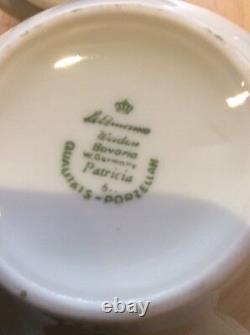 Seltmann
Weiden
Bavaria
W. Germany
Patricia
QUALITÄTS-PORZELLAN